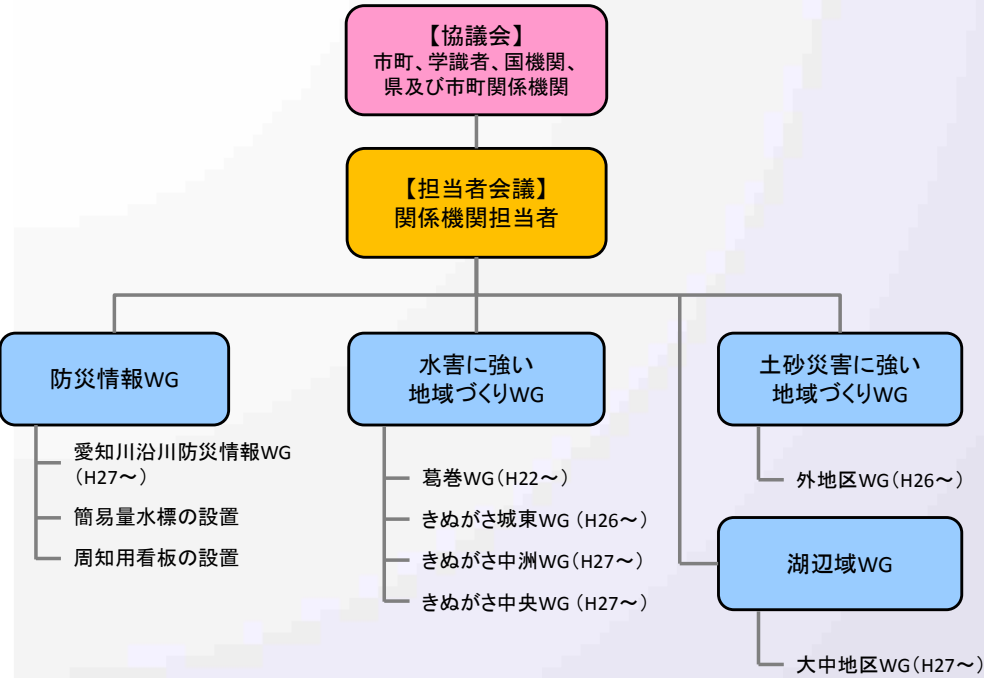 【協議会】
市町、学識者、国機関、
県及び市町関係機関
【担当者会議】
関係機関担当者
防災情報WG
愛知川沿川防災情報WG
(H27～)
簡易量水標の設置
周知用看板の設置
水害に強い
地域づくりWG
葛巻WG(H22～)
きぬがさ城東WG (H26～)
きぬがさ中洲WG(H27～)
きぬがさ中央WG (H27～)
土砂災害に強い
地域づくりWG
外地区WG(H26～)
湖辺域WG
大中地区WG(H27～)